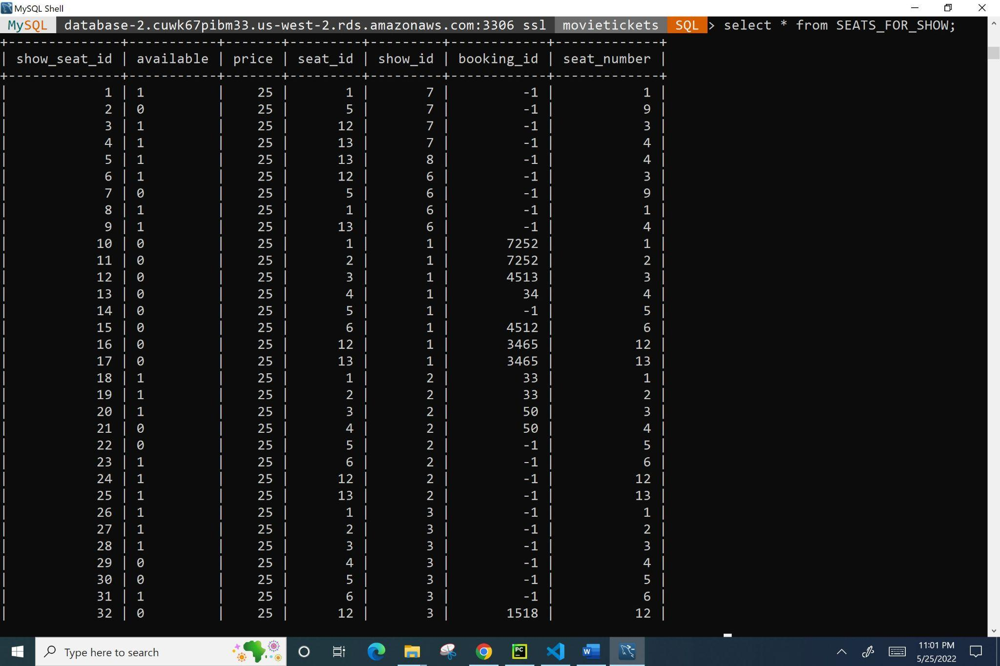 MySQL Shell
MySQL database-2.cuwk67pibm33.us-west-2.rds.amazonaws.com:3306 ssl movietickets SQL > select * from SEATS_FOR_SHOW;
+--------------+-----------+-------+---------+---------+------------+-------------+
| show_seat_id | available | price | seat_id | show_id | booking_id | seat_number |
+--------------+-----------+-------+---------+---------+------------+-------------+
| 1 | 1 | 25 | 1 | 7 | -1 | 1 |
| 2 | 0 | 25 | 5 | 7 | -1 | 9 |
| 3 | 1 | 25 | 12 | 7 | -1 | 3 |
| 4 | 1 | 25 | 13 | 7 | -1 | 4 |
| 5 | 1 | 25 | 13 | 8 | -1 | 4 |
| 6 | 1 | 25 | 12 | 6 | -1 | 3 |
| 7 | 0 | 25 | 5 | 6 | -1 | 9 |
| 8 | 1 | 25 | 1 | 6 | -1 | 1 |
| 9 | 1 | 25 | 13 | 6 | -1 | 4 |
| 10 | 0 | 25 | 1 | 1 | 7252 | 1 |
| 11 | 0 | 25 | 2 | 1 | 7252 | 2 |
| 12 | 0 | 25 | 3 | 1 | 4513 | 3 |
| 13 | 0 | 25 | 4 | 1 | 34 | 4 |
| 14 | 0 | 25 | 5 | 1 | -1 | 5 |
| 15 | 0 | 25 | 6 | 1 | 4512 | 6 |
| 16 | 0 | 25 | 12 | 1 | 3465 | 12 |
| 17 | 0 | 25 | 13 | 1 | 3465 | 13 |
| 18 | 1 | 25 | 1 | 2 | 33 | 1 |
| 19 | 1 | 25 | 2 | 2 | 33 | 2 |
| 20 | 1 | 25 | 3 | 2 | 50 | 3 |
| 21 | 0 | 25 | 4 | 2 | 50 | 4 |
| 22 | 0 | 25 | 5 | 2 | -1 | 5 |
| 23 | 1 | 25 | 6 | 2 | -1 | 6 |
| 24 | 1 | 25 | 12 | 2 | -1 | 12 |
| 25 | 1 | 25 | 13 | 2 | -1 | 13 |
| 26 | 1 | 25 | 1 | 3 | -1 | 1 |
| 27 | 1 | 25 | 2 | 3 | -1 | 2 |
| 28 | 1 | 25 | 3 | 3 | -1 | 3 |
| 29 | 0 | 25 | 4 | 3 | -1 | 4 |
| 30 | 0 | 25 | 5 | 3 | -1 | 5 |
| 31 | 1 | 25 | 6 | 3 | -1 | 6 |
| 32 | 0 | 25 | 12 | 3 | 1518 | 12 |
Type here to search
PC
W
11:01 PM
5/25/2022